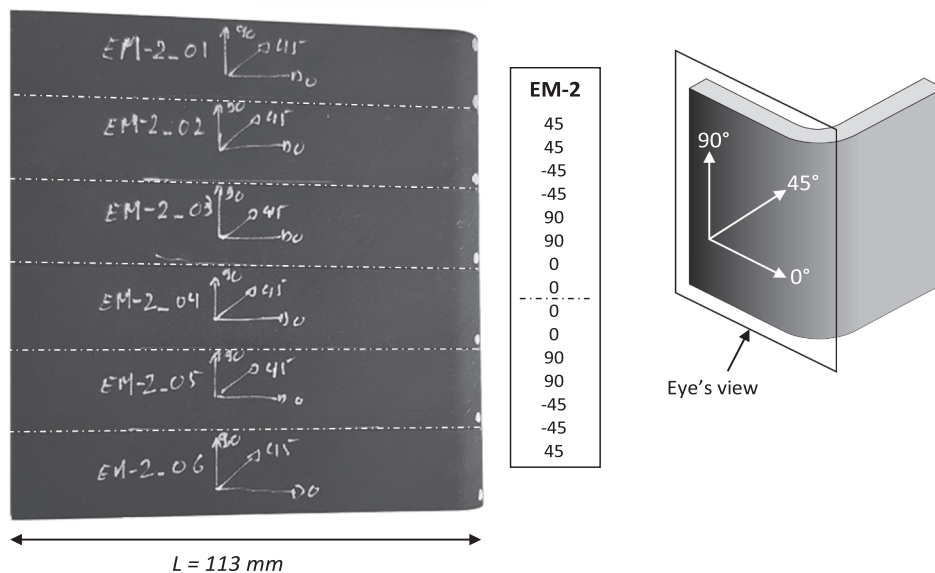 EM-2_01 90 45 0
EM-2_02 90 45 0
EM-2_03 90 45 0
EM-2_04 90 45 0
EM-2_05 90 45 0
EM-2_06 90 45 0
L = 113 mm
EM-2
45
45
-45
-45
90
90
0
0
0
0
90
90
-45
-45
45
90°
45°
0°
Eye's view